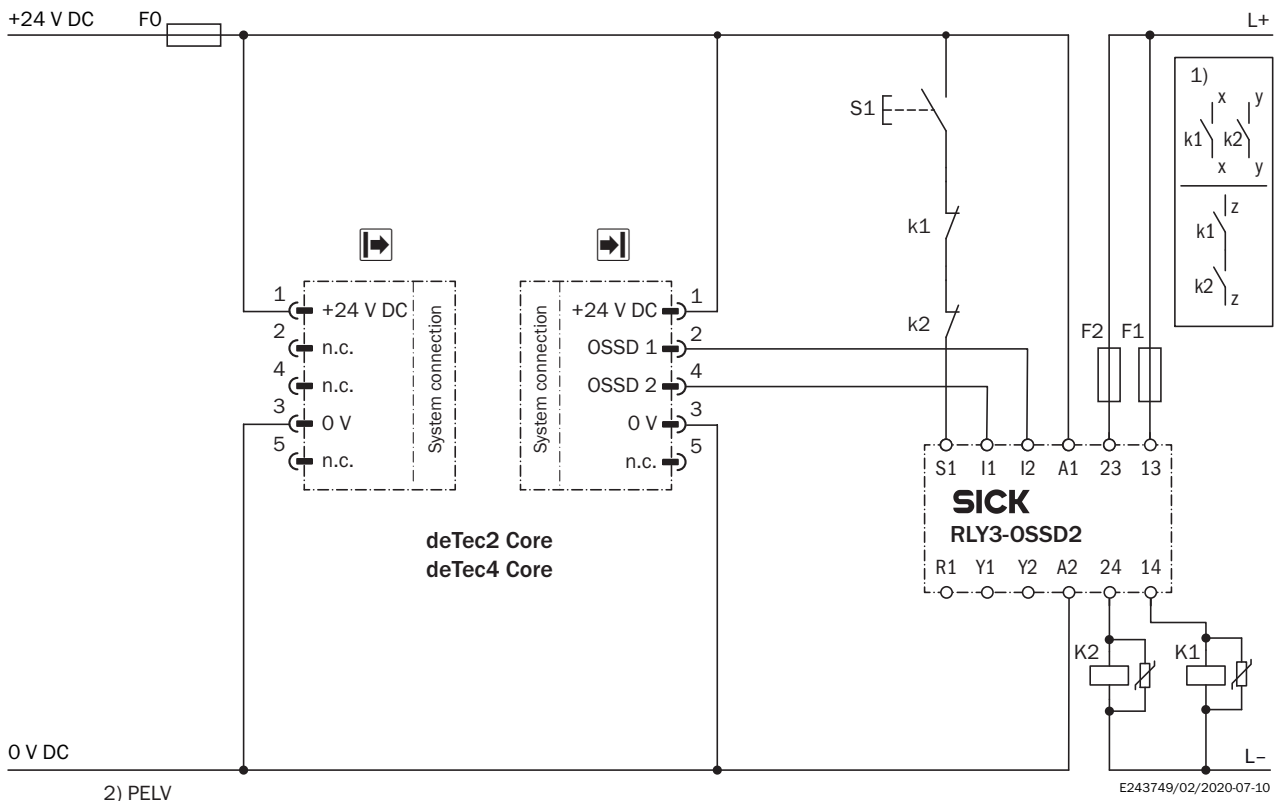 +24 V DC
F0
L+
1)
x
y
k1
k2
x
y
z
k1
k2
z
S1
k1
k2
F2
F1
1
+24 V DC
2
n.c.
4
n.c.
3
0 V
5
n.c.
System connection
System connection
+24 V DC
1
OSSD 1
2
OSSD 2
4
0 V
3
n.c.
5
deTec2 Core
deTec4 Core
S1
I1
I2
A1
23
13
SICK
RLY3-OSSD2
R1
Y1
Y2
A2
24
14
K2
K1
0 V DC
L–
2) PELV
E243749/02/2020-07-10